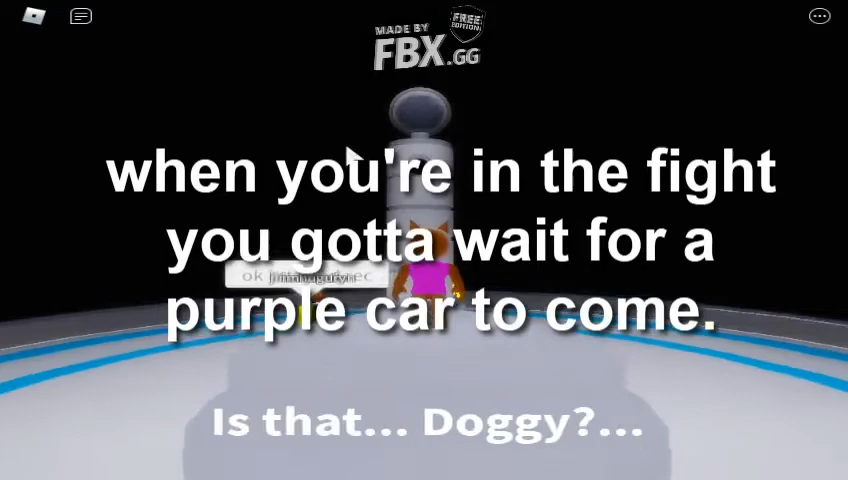 MADE BY
FREE
EDITION
FBX.GG
when you're in the fight
you gotta wait for a
ok
purple car to come.
Is that... Doggy?...